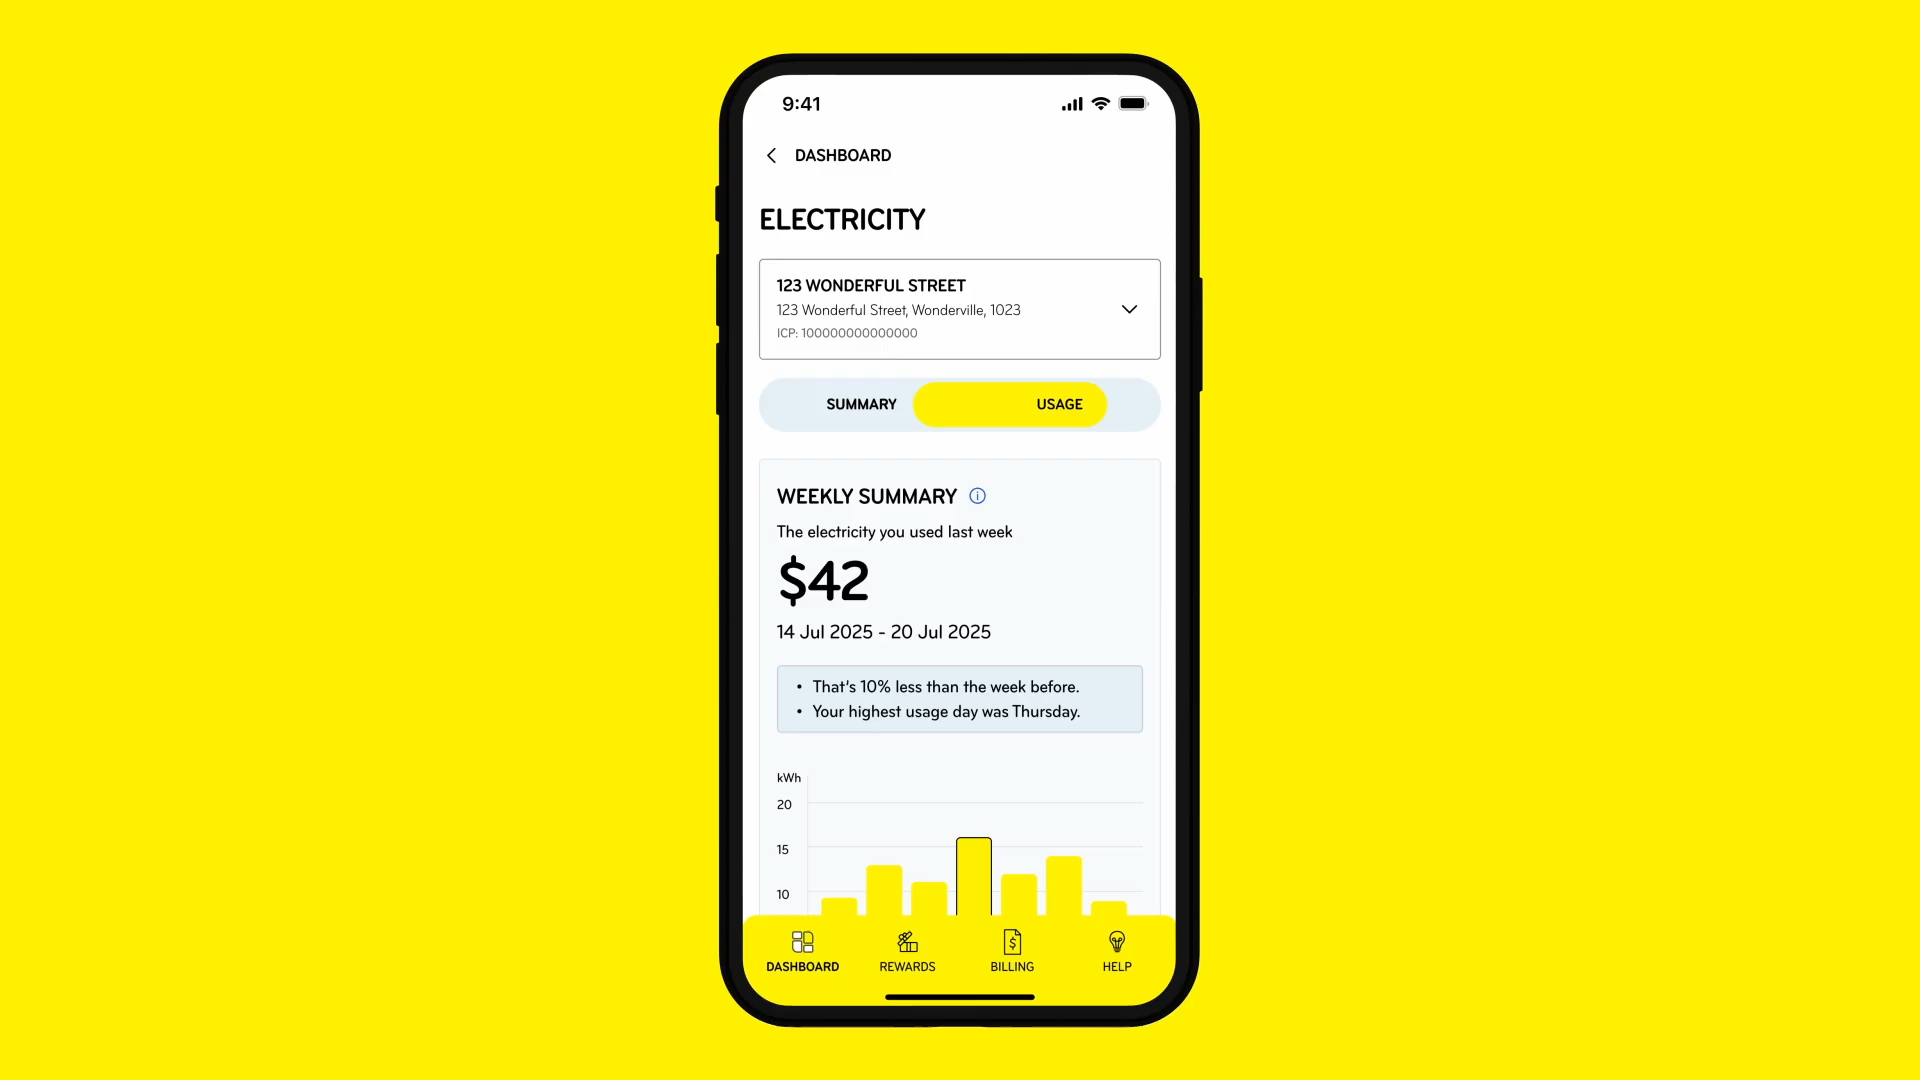 9:41
DASHBOARD
ELECTRICITY
123 WONDERFUL STREET
123 Wonderful Street, Wonderville, 1023
ICP: 100000000000000
SUMMARY
USAGE
WEEKLY SUMMARY
The electricity you used last week
$42
14 Jul 2025 - 20 Jul 2025
• That's 10% less than the week before.
• Your highest usage day was Thursday.
kWh
20
15
10
DASHBOARD
REWARDS
BILLING
HELP